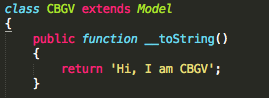 class CBGV extends Model
{
    public function __toString()
    {
        return 'Hi, I am CBGV';
    }